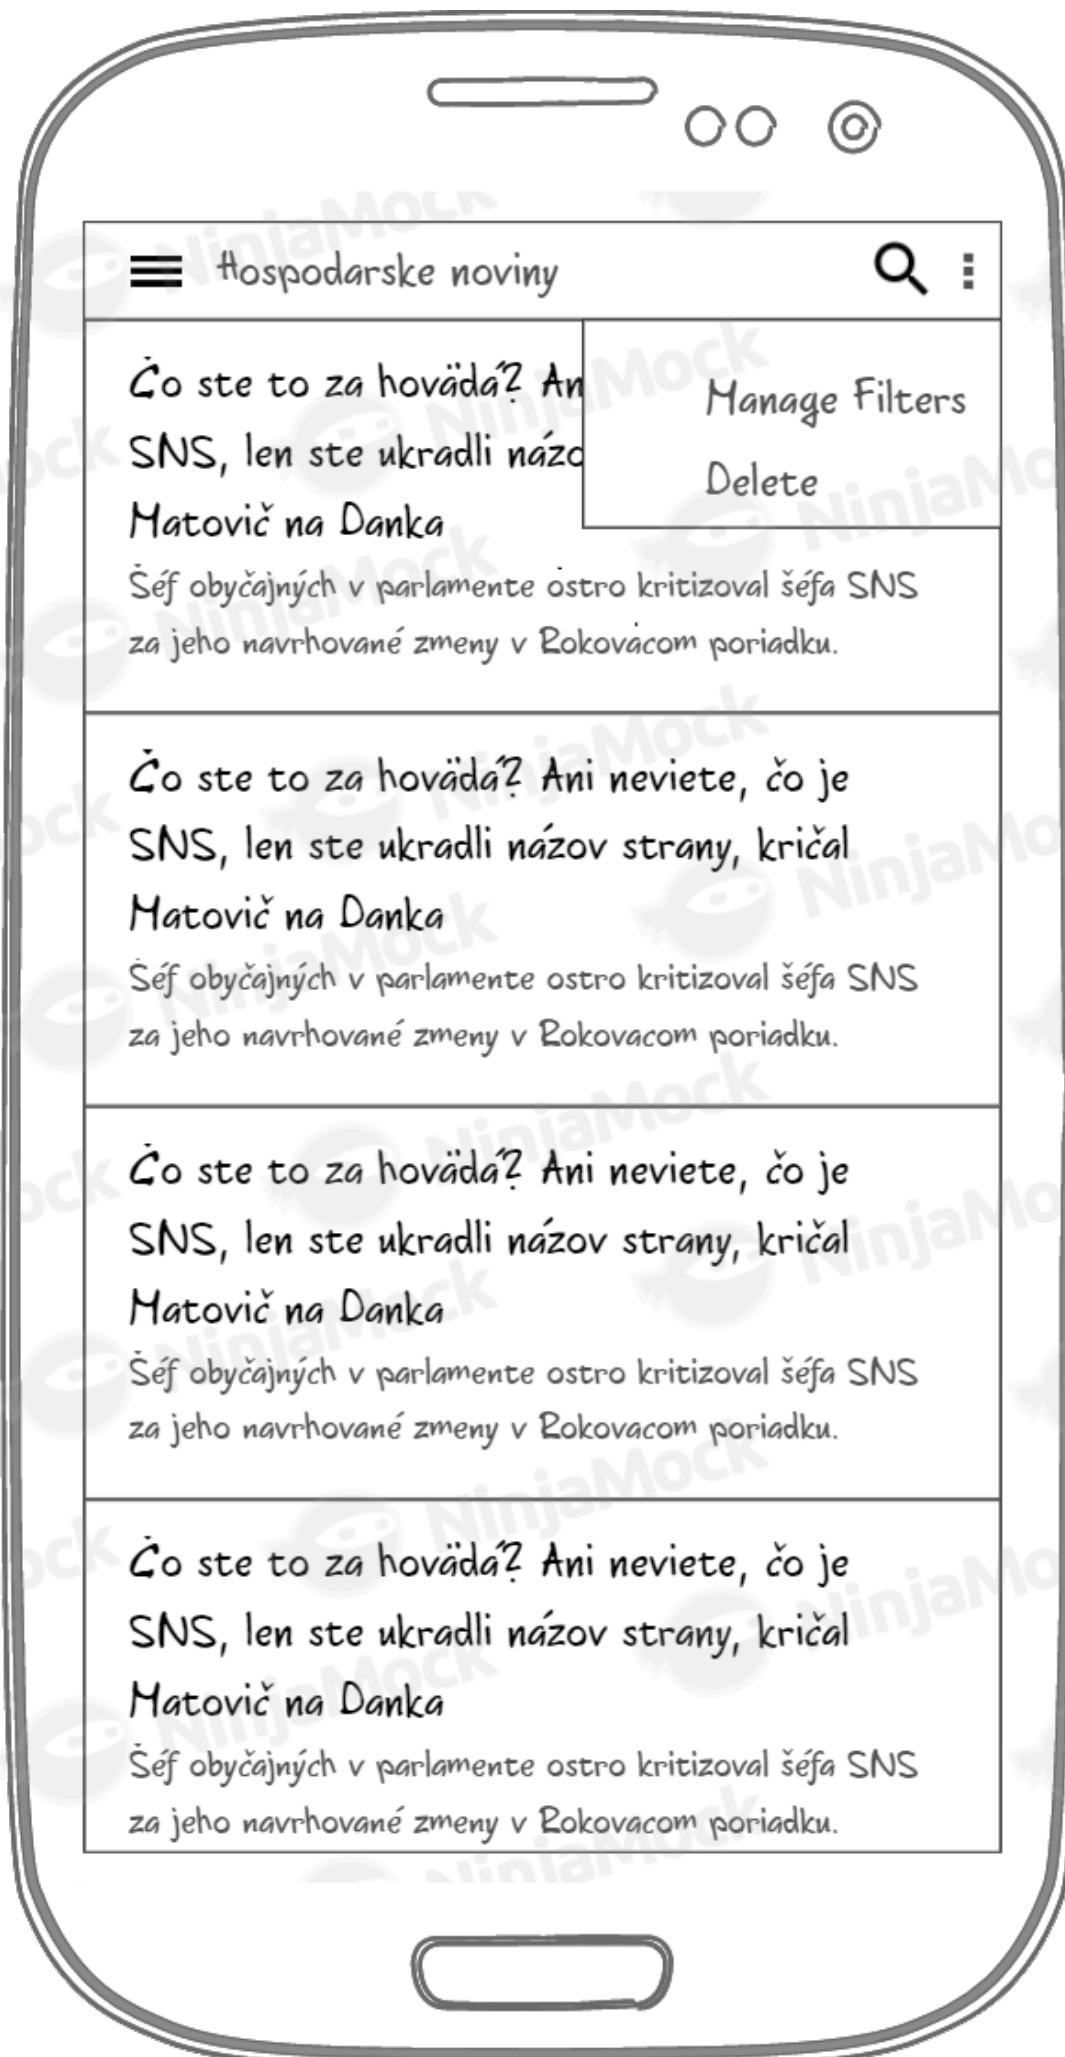 Hospodarske noviny
Manage Filters
Delete
Čo ste to za hovädá? An
SNS, len ste ukradli názo
Matovič na Danka
Šéf obyčajných v parlamente ostro kritizoval šéfa SNS
za jeho navrhované zmeny v Rokovacom poriadku.
Čo ste to za hovädá? Ani neviete, čo je
SNS, len ste ukradli názov strany, kričal
Matovič na Danka
Šéf obyčajných v parlamente ostro kritizoval šéfa SNS
za jeho navrhované zmeny v Rokovacom poriadku.
Čo ste to za hovädá? Ani neviete, čo je
SNS, len ste ukradli názov strany, kričal
Matovič na Danka
Šéf obyčajných v parlamente ostro kritizoval šéfa SNS
za jeho navrhované zmeny v Rokovacom poriadku.
Čo ste to za hovädá? Ani neviete, čo je
SNS, len ste ukradli názov strany, kričal
Matovič na Danka
Šéf obyčajných v parlamente ostro kritizoval šéfa SNS
za jeho navrhované zmeny v Rokovacom poriadku.
NinjaMock